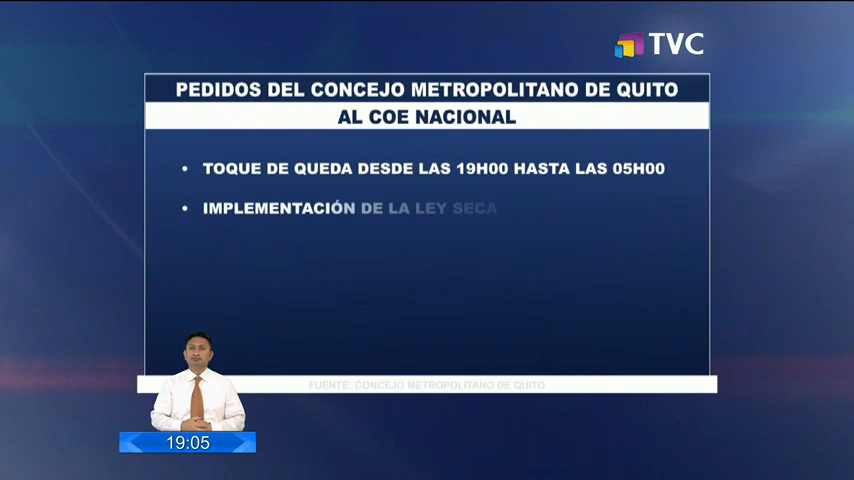 TVC
PEDIDOS DEL CONCEJO METROPOLITANO DE QUITO
AL COE NACIONAL
• TOQUE DE QUEDA DESDE LAS 19H00 HASTA LAS 05H00
• IMPLEMENTACIÓN DE LA LEY SECA
FUENTE: CONCEJO METROPOLITANO DE QUITO
19:05